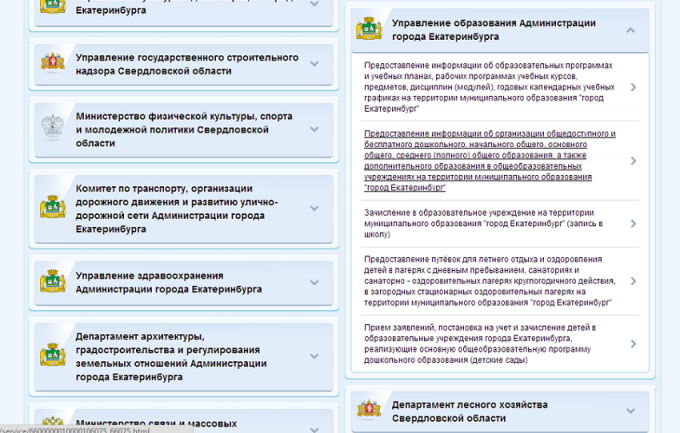 Екатеринбурга
Управление государственного строительного
надзора Свердловской области
Министерство физической культуры, спорта
и молодежной политики Свердловской
области
Комитет по транспорту, организации
дорожного движения и развитию улично-
дорожной сети Администрации города
Екатеринбурга
Управление здравоохранения
Администрации города Екатеринбурга
Департамент архитектуры,
градостроительства и регулирования
земельных отношений Администрации
города Екатеринбурга
Министерство связи и массовых
Управление образования Администрации
города Екатеринбурга
Предоставление информации об образовательных программах
и учебных планах, рабочих программах учебных курсов,
предметов, дисциплин (модулей), годовых календарных учебных
графиках на территории муниципального образования "город
Екатеринбург"
Предоставление информации об организации общедоступного и
бесплатного дошкольного, начального общего, основного
общего, среднего (полного) общего образования, а также
дополнительного образования в общеобразовательных
учреждениях на территории муниципального образования
"город Екатеринбург"
Зачисление в образовательное учреждение на территории
муниципального образования "город Екатеринбург" (запись в
школу)
Предоставление путёвок для летнего отдыха и оздоровления
детей в лагерях с дневным пребыванием, санаториях и
санаторно - оздоровительных лагерях круглогодичного действия,
в загородных стационарных оздоровительных лагерях на
территории муниципального образования "город Екатеринбург"
Прием заявлений, постановка на учет и зачисление детей в
образовательные учреждения города Екатеринбурга,
реализующие основную общеобразовательную программу
дошкольного образования (детские сады)
Департамент лесного хозяйства
Свердловской области